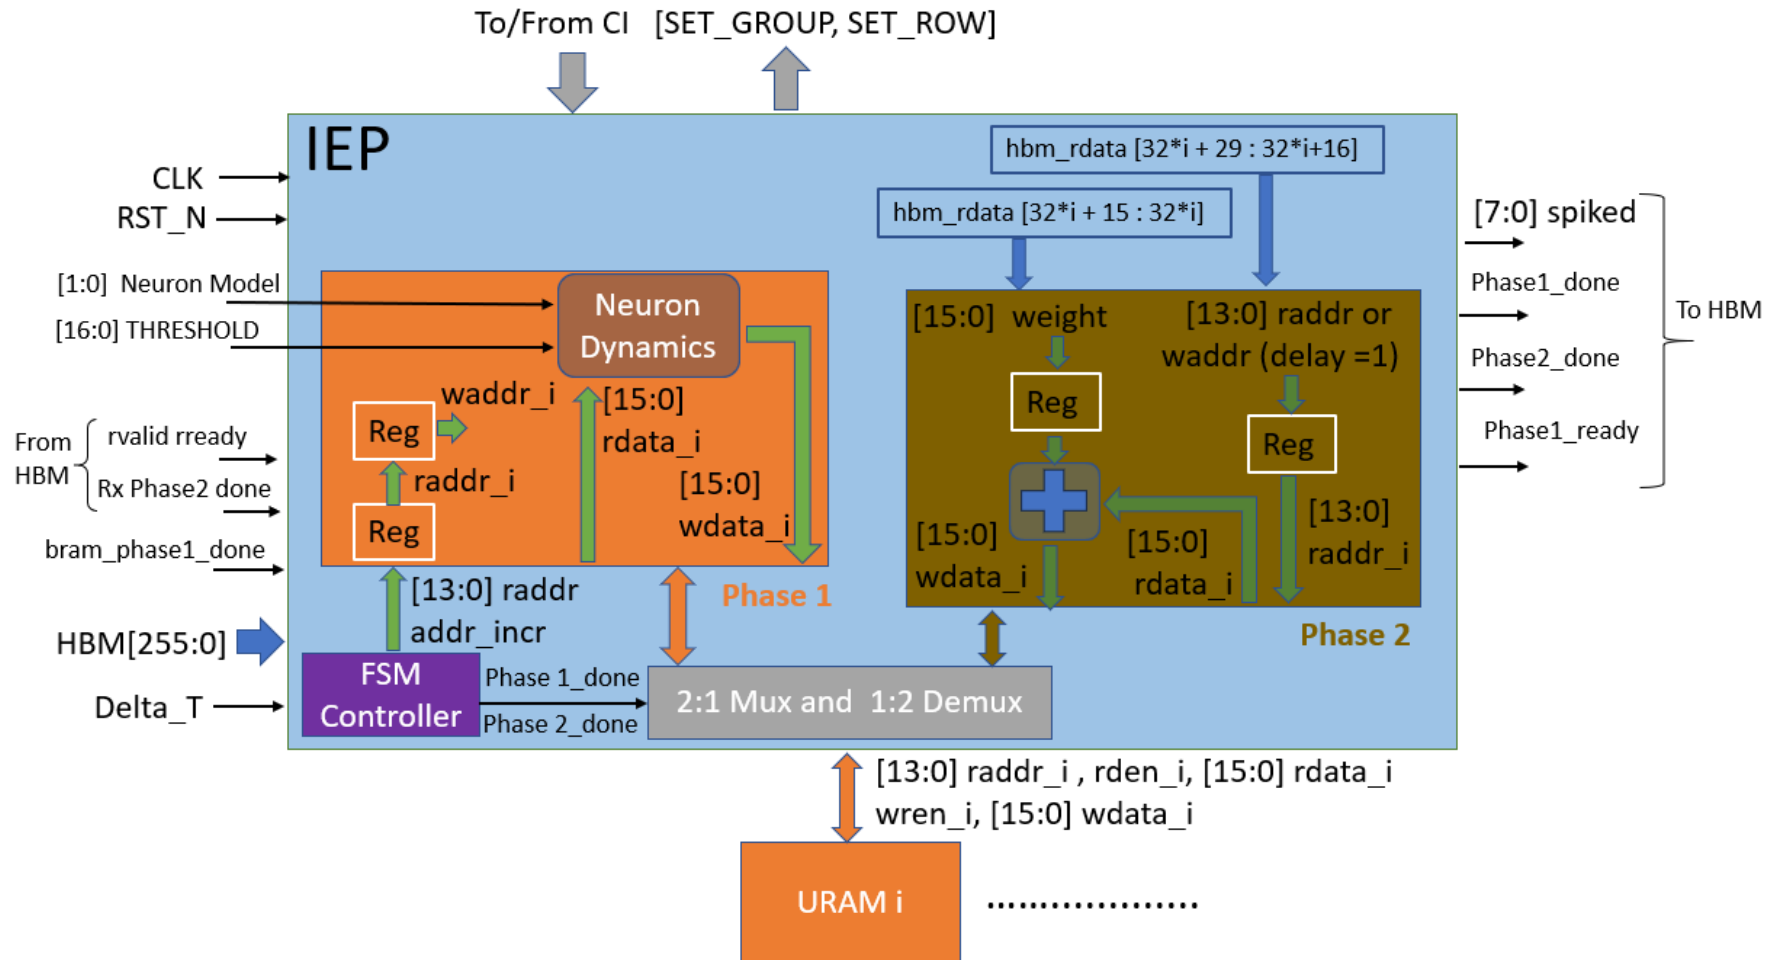 To/From CI [SET_GROUP, SET_ROW]
IEP
CLK
RST_N
[1:0] Neuron Model
[16:0] THRESHOLD
From
HBM
rvalid rready
Rx Phase2 done
bram_phase1_done
HBM[255:0]
Delta_T
hbm_rdata [32*i + 29 : 32*i+16]
hbm_rdata [32*i + 15 : 32*i]
Neuron
Dynamics
waddr_i
Reg
raddr_i
Reg
[15:0]
rdata_i
[15:0]
wdata_i
[13:0] raddr
addr_incr
Phase 1
FSM
Controller
Phase 1_done
Phase 2_done
2:1 Mux and 1:2 Demux
[15:0] weight
[13:0] raddr or
waddr (delay =1)
Reg
Reg
[15:0]
wdata_i
[15:0]
rdata_i
[13:0]
raddr_i
Phase 2
[7:0] spiked
Phase1_done
Phase2_done
Phase1_ready
To HBM
[13:0] raddr_i , rden_i, [15:0] rdata_i
wren_i, [15:0] wdata_i
URAM i
....................